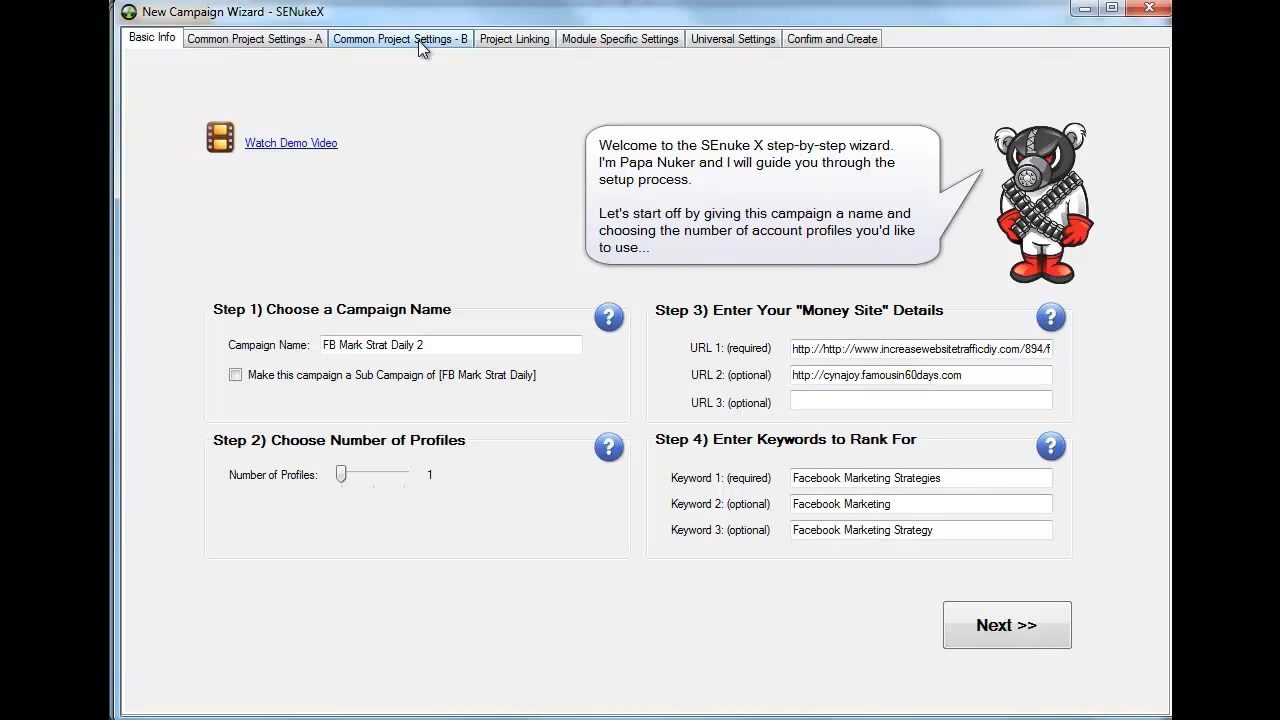 New Campaign Wizard - SENukeX
Basic Info
Common Project Settings - A
Common Project Settings - B
Project Linking
Module Specific Settings
Universal Settings
Confirm and Create
Watch Demo Video
Welcome to the SEnuke X step-by-step wizard.
I'm Papa Nuker and I will guide you through the
setup process.
Let's start off by giving this campaign a name and
choosing the number of account profiles you'd like
to use...
Step 1) Choose a Campaign Name
?
Campaign Name: FB Mark Strat Daily 2
Make this campaign a Sub Campaign of [FB Mark Strat Daily]
Step 2) Choose Number of Profiles
?
Number of Profiles: 1
Step 3) Enter Your "Money Site" Details
?
URL 1: (required) http://http://www.increasewebsitetrafficdiy.com/894/f
URL 2: (optional) http://cynajoy.famousin60days.com
URL 3: (optional)
Step 4) Enter Keywords to Rank For
?
Keyword 1: (required) Facebook Marketing Strategies
Keyword 2: (optional) Facebook Marketing
Keyword 3: (optional) Facebook Marketing Strategy
Next >>